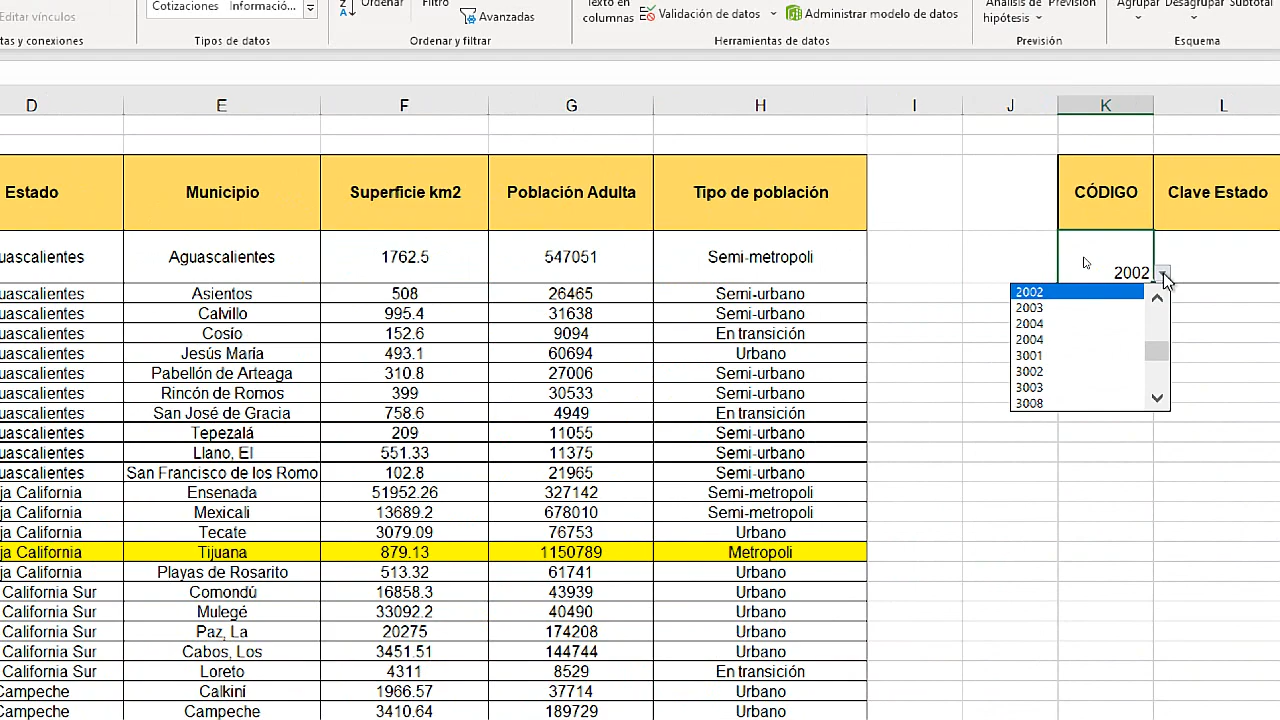 Cotizaciones Informació...
Ordenar
Filtro
Avanzadas
Texto en
columnas
Validación de datos
Administrar modelo de datos
Análisis de
hipótesis
Previsión
Agrupar Desagrupar Subtotal
Editar vínculos
tas y conexiones
Tipos de datos
Ordenar y filtrar
Herramientas de datos
Previsión
Esquema
D E F G H I J K L
Estado Municipio Superficie km2 Población Adulta Tipo de población CÓDIGO Clave Estado
uascalientes Aguascalientes 1762.5 547051 Semi-metropoli
2002
uascalientes Asientos 508 26465 Semi-urbano
uascalientes Calvillo 995.4 31638 Semi-urbano
uascalientes Cosío 152.6 9094 En transición
uascalientes Jesús María 493.1 60694 Urbano
uascalientes Pabellón de Arteaga 310.8 27006 Semi-urbano
uascalientes Rincón de Romos 399 30533 Semi-urbano
uascalientes San José de Gracia 758.6 4949 En transición
uascalientes Tepezalá 209 11055 Semi-urbano
uascalientes Llano, El 551.33 11375 Semi-urbano
uascalientes San Francisco de los Romo 102.8 21965 Semi-urbano
ja California Ensenada 51952.26 327142 Semi-metropoli
ja California Mexicali 13689.2 678010 Semi-metropoli
ja California Tecate 3079.09 76753 Urbano
ja California Tijuana 879.13 1150789 Metropoli
ja California Playas de Rosarito 513.32 61741 Urbano
California Sur Comondú 16858.3 43939 Urbano
California Sur Mulegé 33092.2 40490 Urbano
California Sur Paz, La 20275 174208 Urbano
California Sur Cabos, Los 3451.51 144744 Urbano
California Sur Loreto 4311 8529 En transición
Campeche Calkiní 1966.57 37714 Urbano
Campeche Campeche 3410.64 189729 Urbano
2002
2003
2004
2004
3001
3002
3003
3008